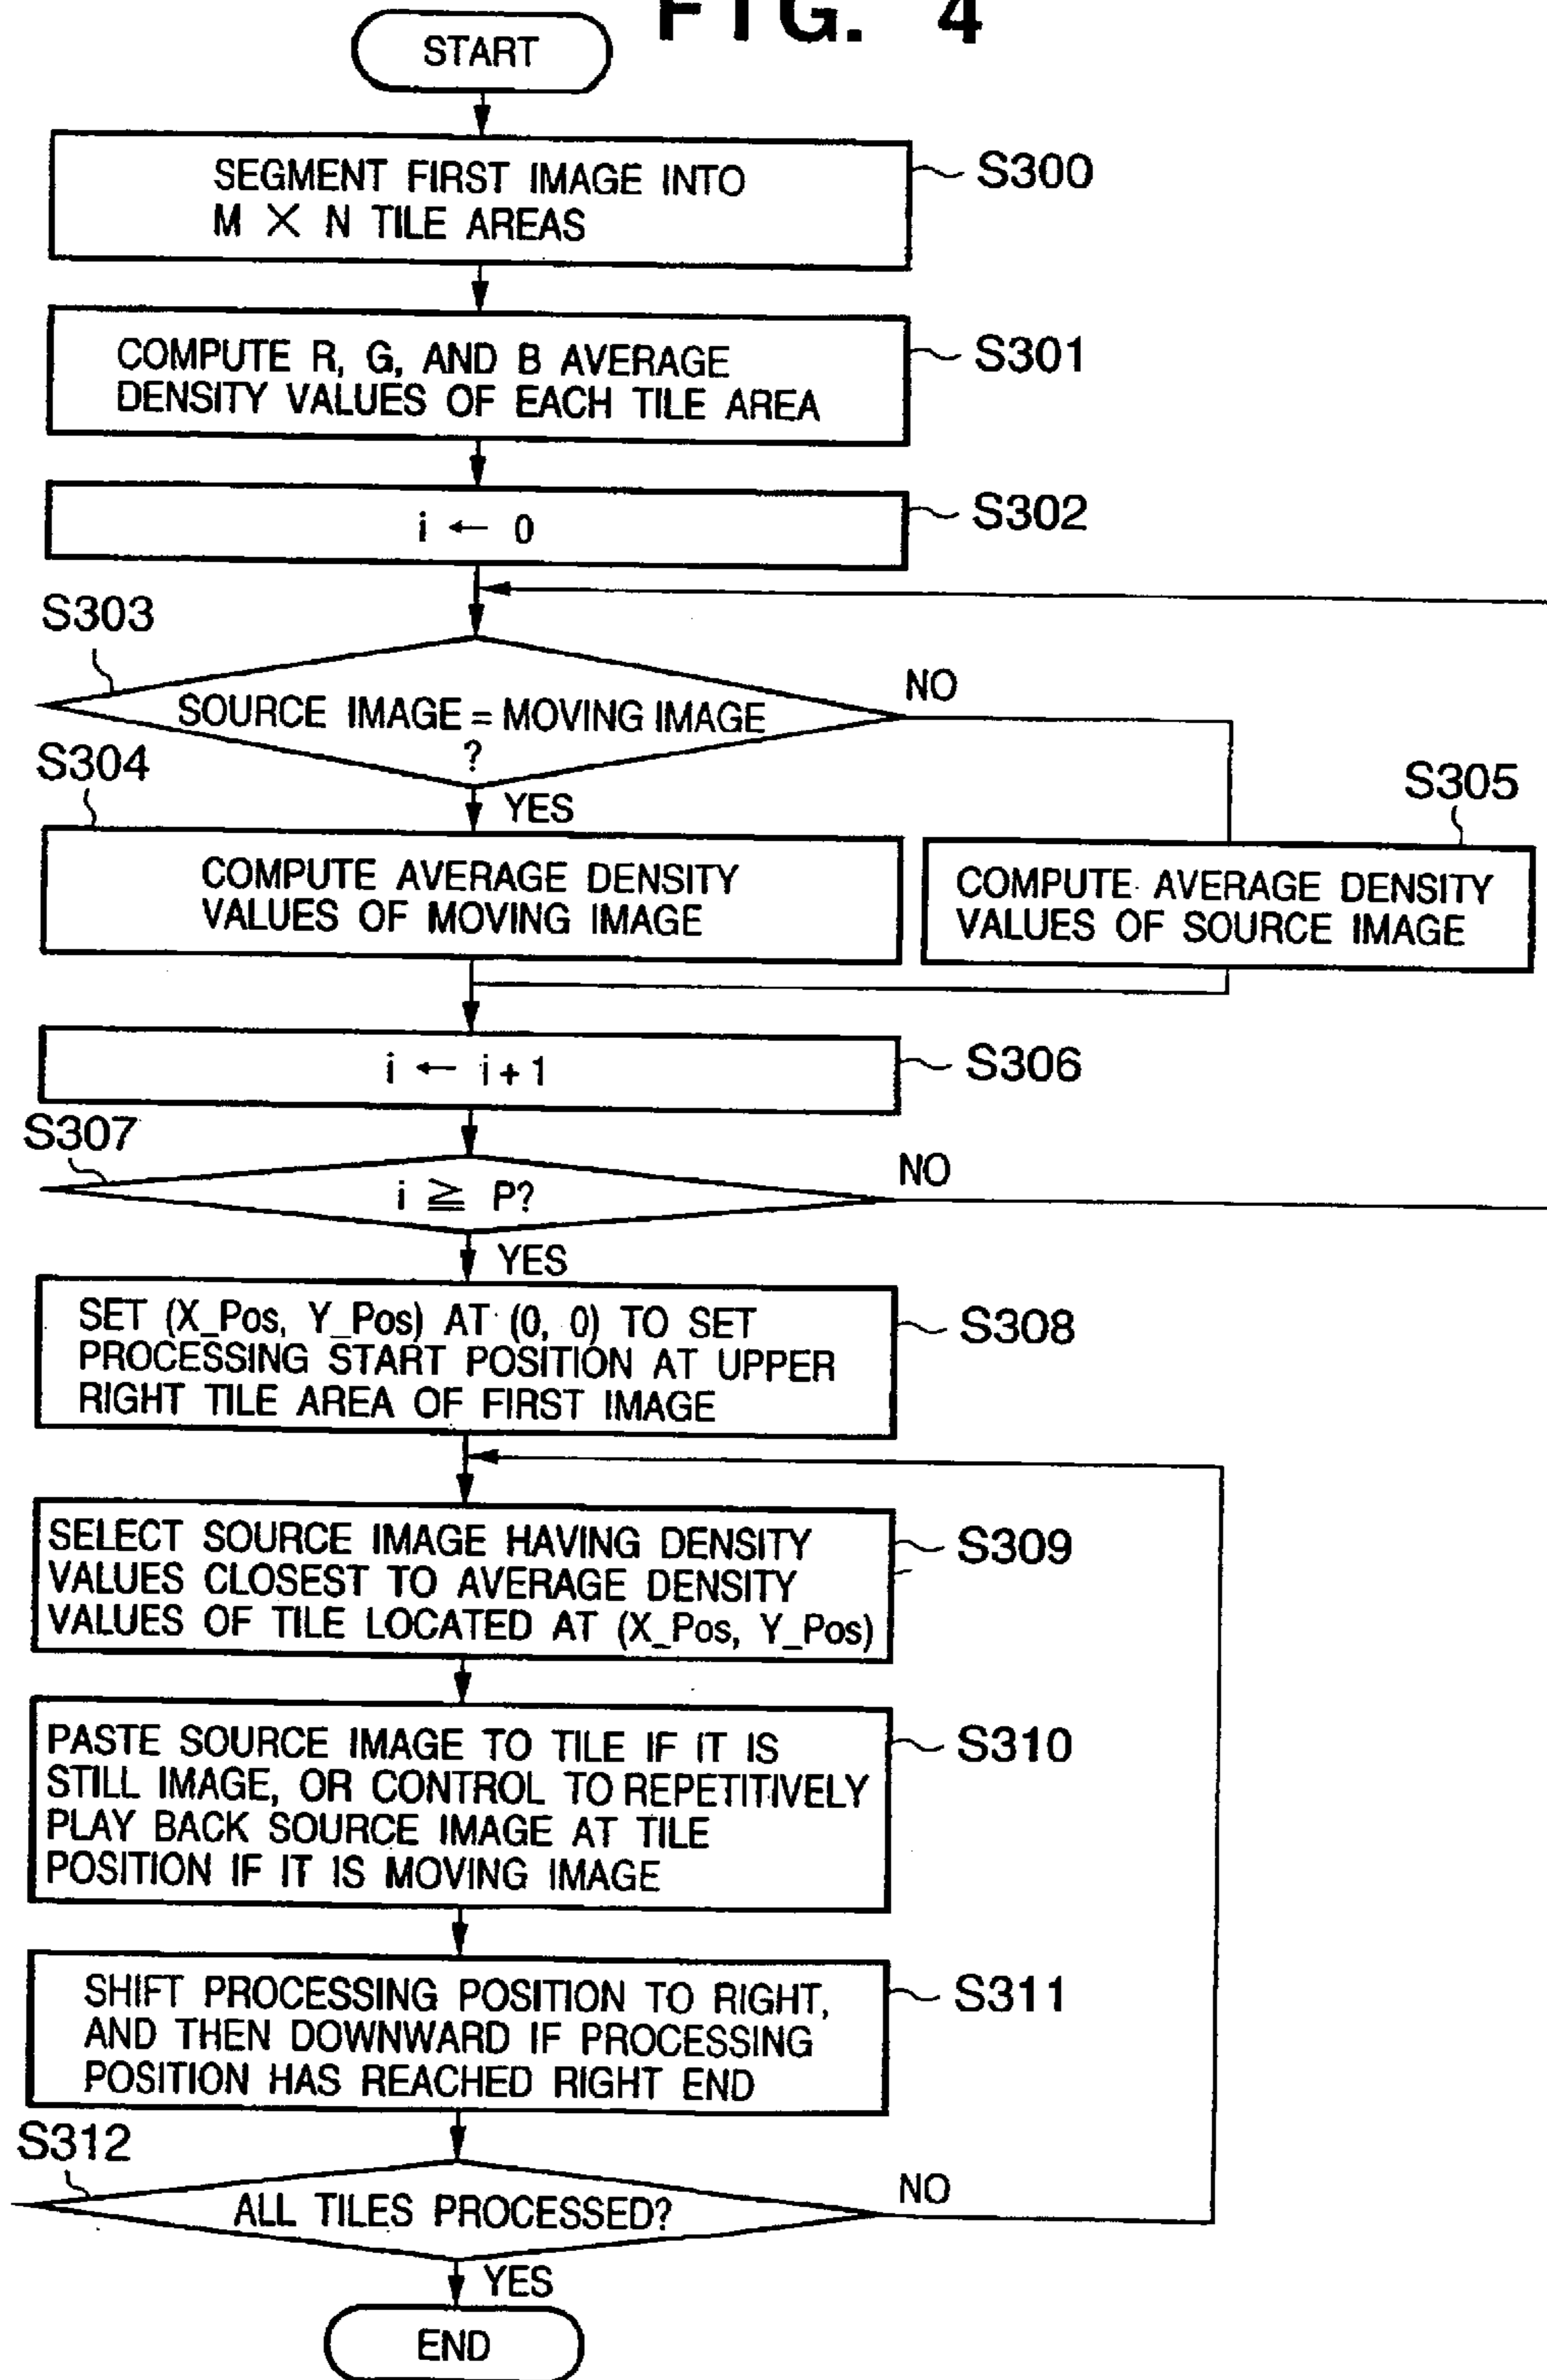 FIG. 4
START
SEGMENT FIRST IMAGE INTO
M × N TILE AREAS
S300
COMPUTE R, G, AND B AVERAGE
DENSITY VALUES OF EACH TILE AREA
S301
i ← 0
S302
S303
SOURCE IMAGE = MOVING IMAGE
?
NO
YES
S304
COMPUTE AVERAGE DENSITY
VALUES OF MOVING IMAGE
S305
COMPUTE AVERAGE DENSITY
VALUES OF SOURCE IMAGE
i ← i + 1
S306
S307
i ≧ P?
NO
YES
SET (X_Pos, Y_Pos) AT (0, 0) TO SET
PROCESSING START POSITION AT UPPER
RIGHT TILE AREA OF FIRST IMAGE
S308
SELECT SOURCE IMAGE HAVING DENSITY
VALUES CLOSEST TO AVERAGE DENSITY
VALUES OF TILE LOCATED AT (X_Pos, Y_Pos)
S309
PASTE SOURCE IMAGE TO TILE IF IT IS
STILL IMAGE, OR CONTROL TO REPETITIVELY
PLAY BACK SOURCE IMAGE AT TILE
POSITION IF IT IS MOVING IMAGE
S310
SHIFT PROCESSING POSITION TO RIGHT,
AND THEN DOWNWARD IF PROCESSING
POSITION HAS REACHED RIGHT END
S311
S312
ALL TILES PROCESSED?
NO
YES
END